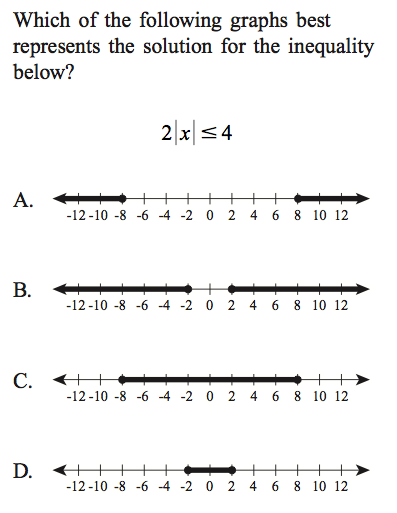 Which of the following graphs best
represents the solution for the inequality
below?
2|x| ≤ 4
A.
-12 -10 -8 -6 -4 -2 0 2 4 6 8 10 12
B.
-12 -10 -8 -6 -4 -2 0 2 4 6 8 10 12
C.
-12 -10 -8 -6 -4 -2 0 2 4 6 8 10 12
D.
-12 -10 -8 -6 -4 -2 0 2 4 6 8 10 12